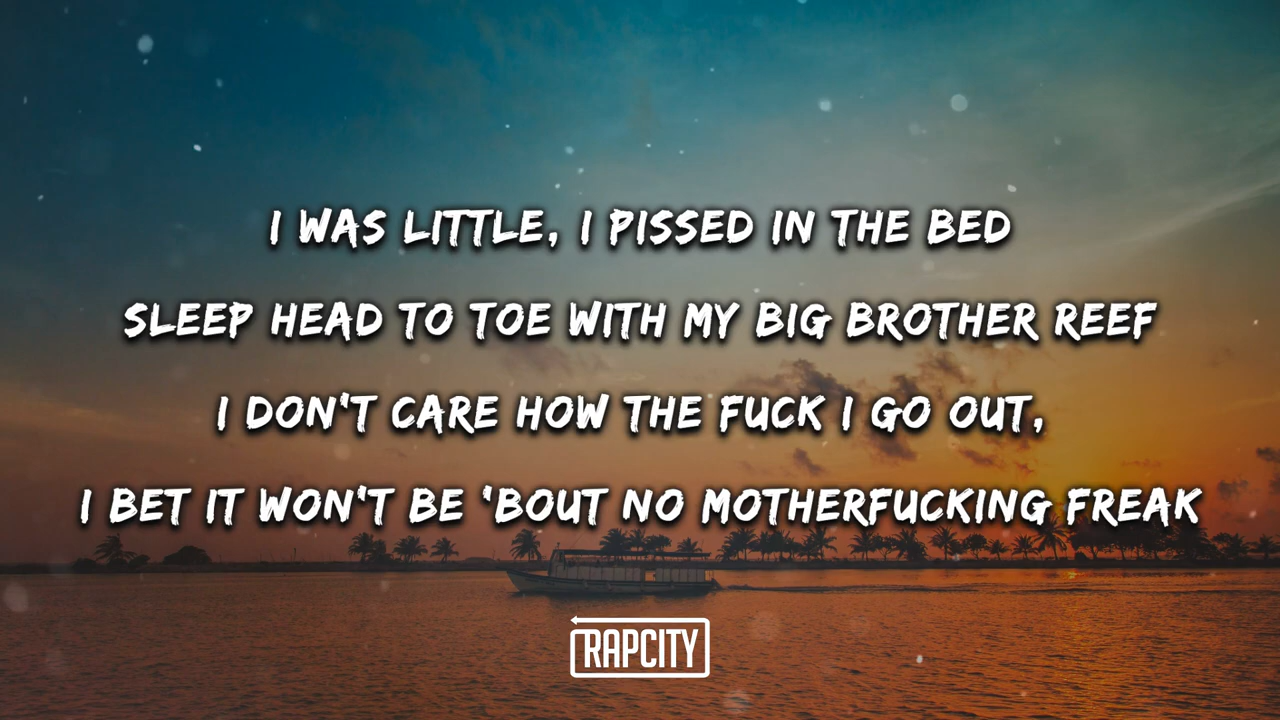 I WAS LITTLE, I PISSED IN THE BED
SLEEP HEAD TO TOE WITH MY BIG BROTHER REEF
I DON'T CARE HOW THE FUCK I GO OUT,
I BET IT WON'T BE 'BOUT NO MOTHERFUCKING FREAK
RAPCITY